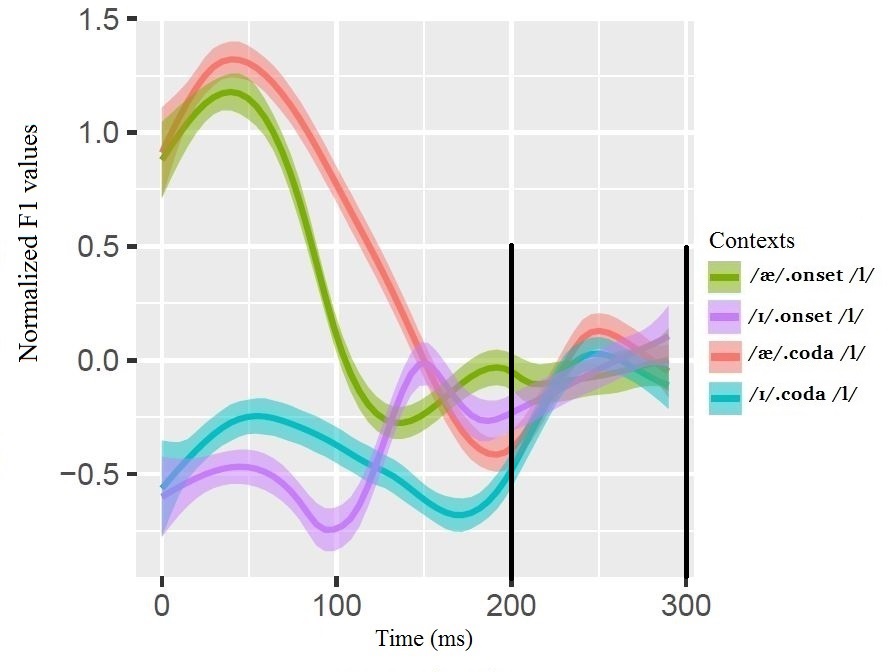 Normalized F1 values
1.5
1.0
0.5
0.0
−0.5
0
100
200
300
Time (ms)
Contexts
/æ/.onset /l/
/ɪ/.onset /l/
/æ/.coda /l/
/ɪ/.coda /l/